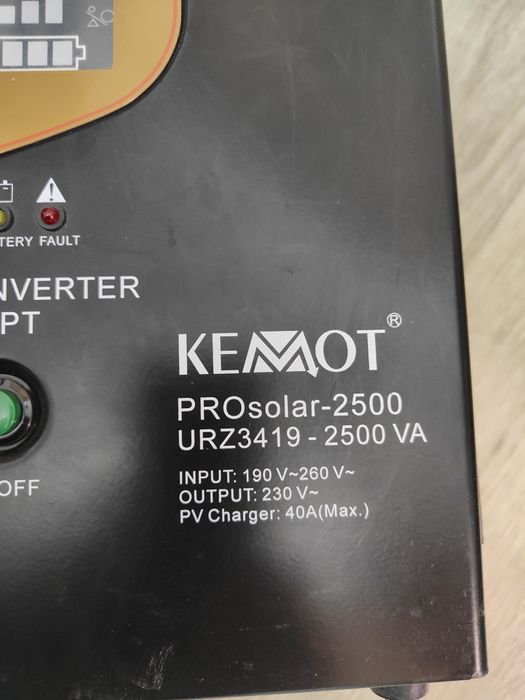 TERY FAULT
NVERTER
PT
KEMOT®
PROsolar-2500
URZ3419 - 2500 VA
OFF
INPUT: 190 V~260 V~
OUTPUT: 230 V~
PV Charger: 40A(Max.)